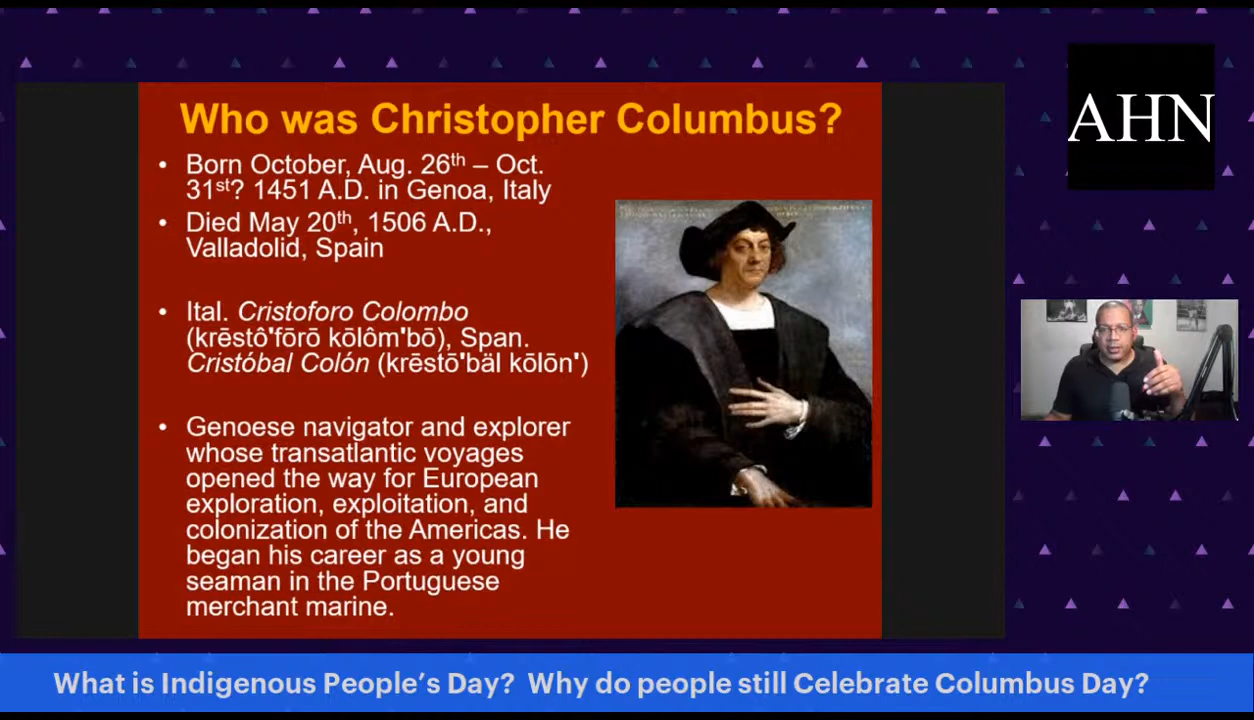 AHN
Who was Christopher Columbus?
• Born October, Aug. 26th – Oct.
31st? 1451 A.D. in Genoa, Italy
• Died May 20th, 1506 A.D.,
Valladolid, Spain
• Ital. Cristoforo Colombo
(krēstô'fōrō kōlôm'bō), Span.
Cristóbal Colón (krēstō'bäl kōlōn')
• Genoese navigator and explorer
whose transatlantic voyages
opened the way for European
exploration, exploitation, and
colonization of the Americas. He
began his career as a young
seaman in the Portuguese
merchant marine.
What is Indigenous People's Day? Why do people still Celebrate Columbus Day?